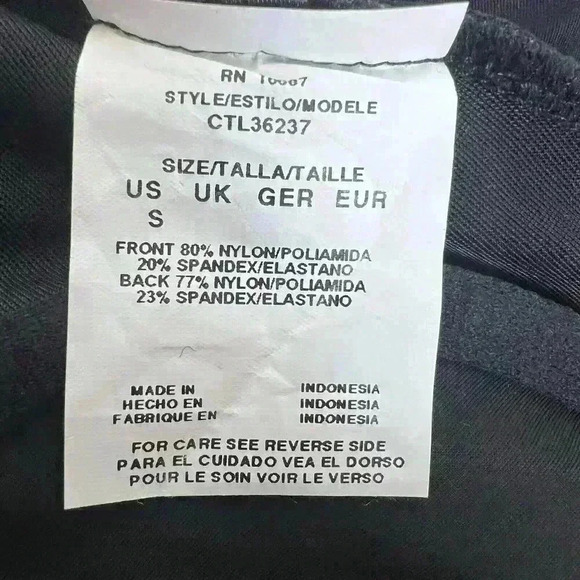 RN
STYLE/ESTILO/MODELE
CTL36237
SIZE/TALLA/TAILLE
US UK GER EUR
S
FRONT 80% NYLON/POLIAMIDA
20% SPANDEX/ELASTANO
BACK 77% NYLON/POLIAMIDA
23% SPANDEX/ELASTANO
MADE IN INDONESIA
HECHO EN INDONESIA
FABRIQUE EN INDONESIA
FOR CARE SEE REVERSE SIDE
PARA EL CUIDADO VEA EL DORSO
POUR LE SOIN VOIR LE VERSO